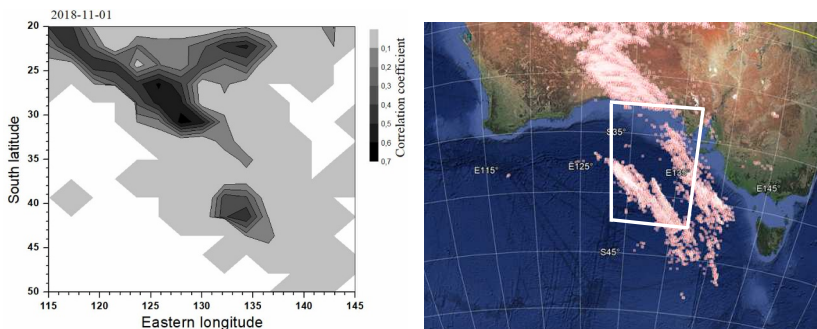 2018-11-01
20
25
30
35
40
45
50
South latitude
115
120
125
130
135
140
145
Eastern longitude
0,1
0,2
0,3
0,4
0,5
0,6
0,7
Correlation coefficient
S35°
E115°
E125°
E135°
E145°
S45°